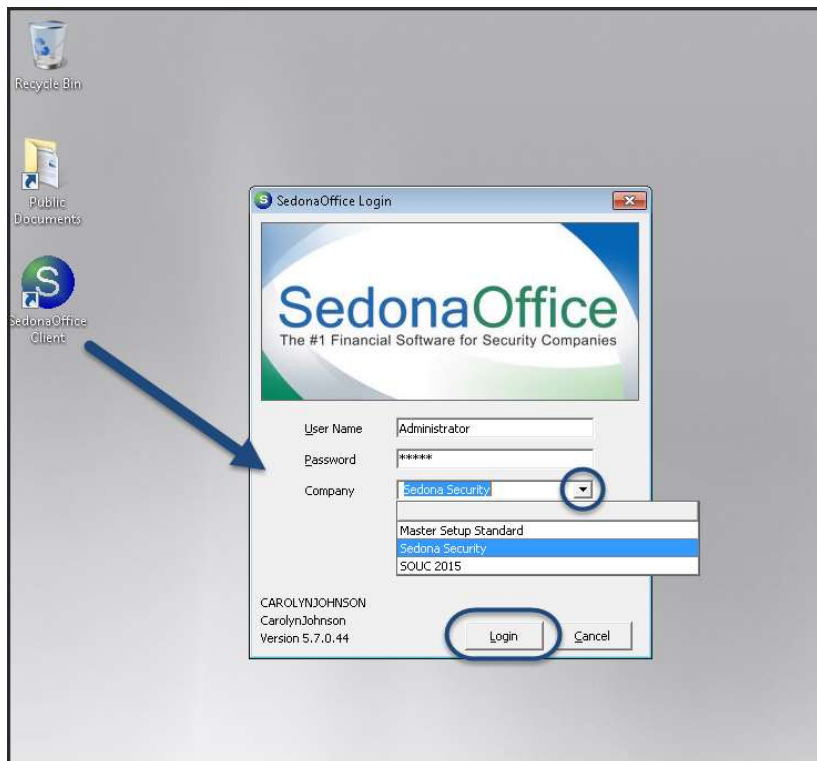 Recycle Bin
Public
Documents
S
SedonaOffice
Client
S SedonaOffice Login
SedonaOffice
The #1 Financial Software for Security Companies
User Name Administrator
Password *****
Company Sedona Security
Master Setup Standard
Sedona Security
SOUC 2015
CAROLYNJOHNSON
CarolynJohnson
Version 5.7.0.44
Login Cancel